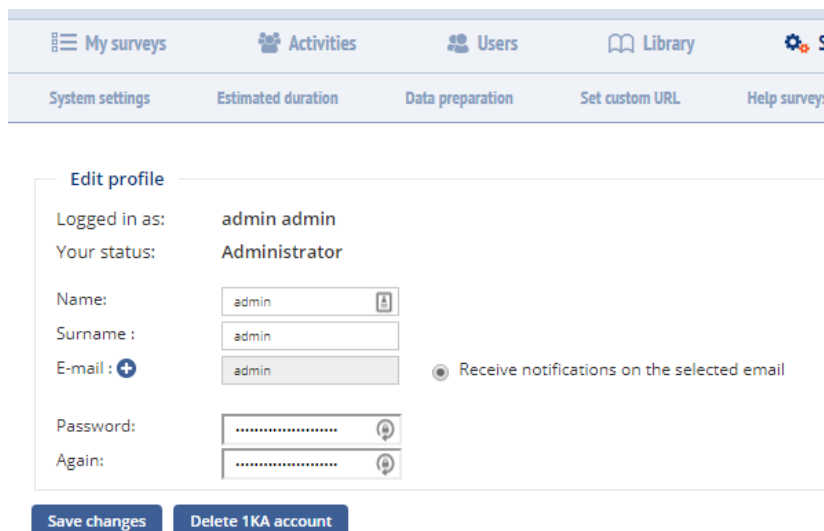 My surveys Activities Users Library S
System settings Estimated duration Data preparation Set custom URL Help surveys
Edit profile
Logged in as: admin admin
Your status: Administrator
Name: admin
Surname : admin
E-mail : admin Receive notifications on the selected email
Password: ......................
Again: ......................
Save changes Delete 1KA account